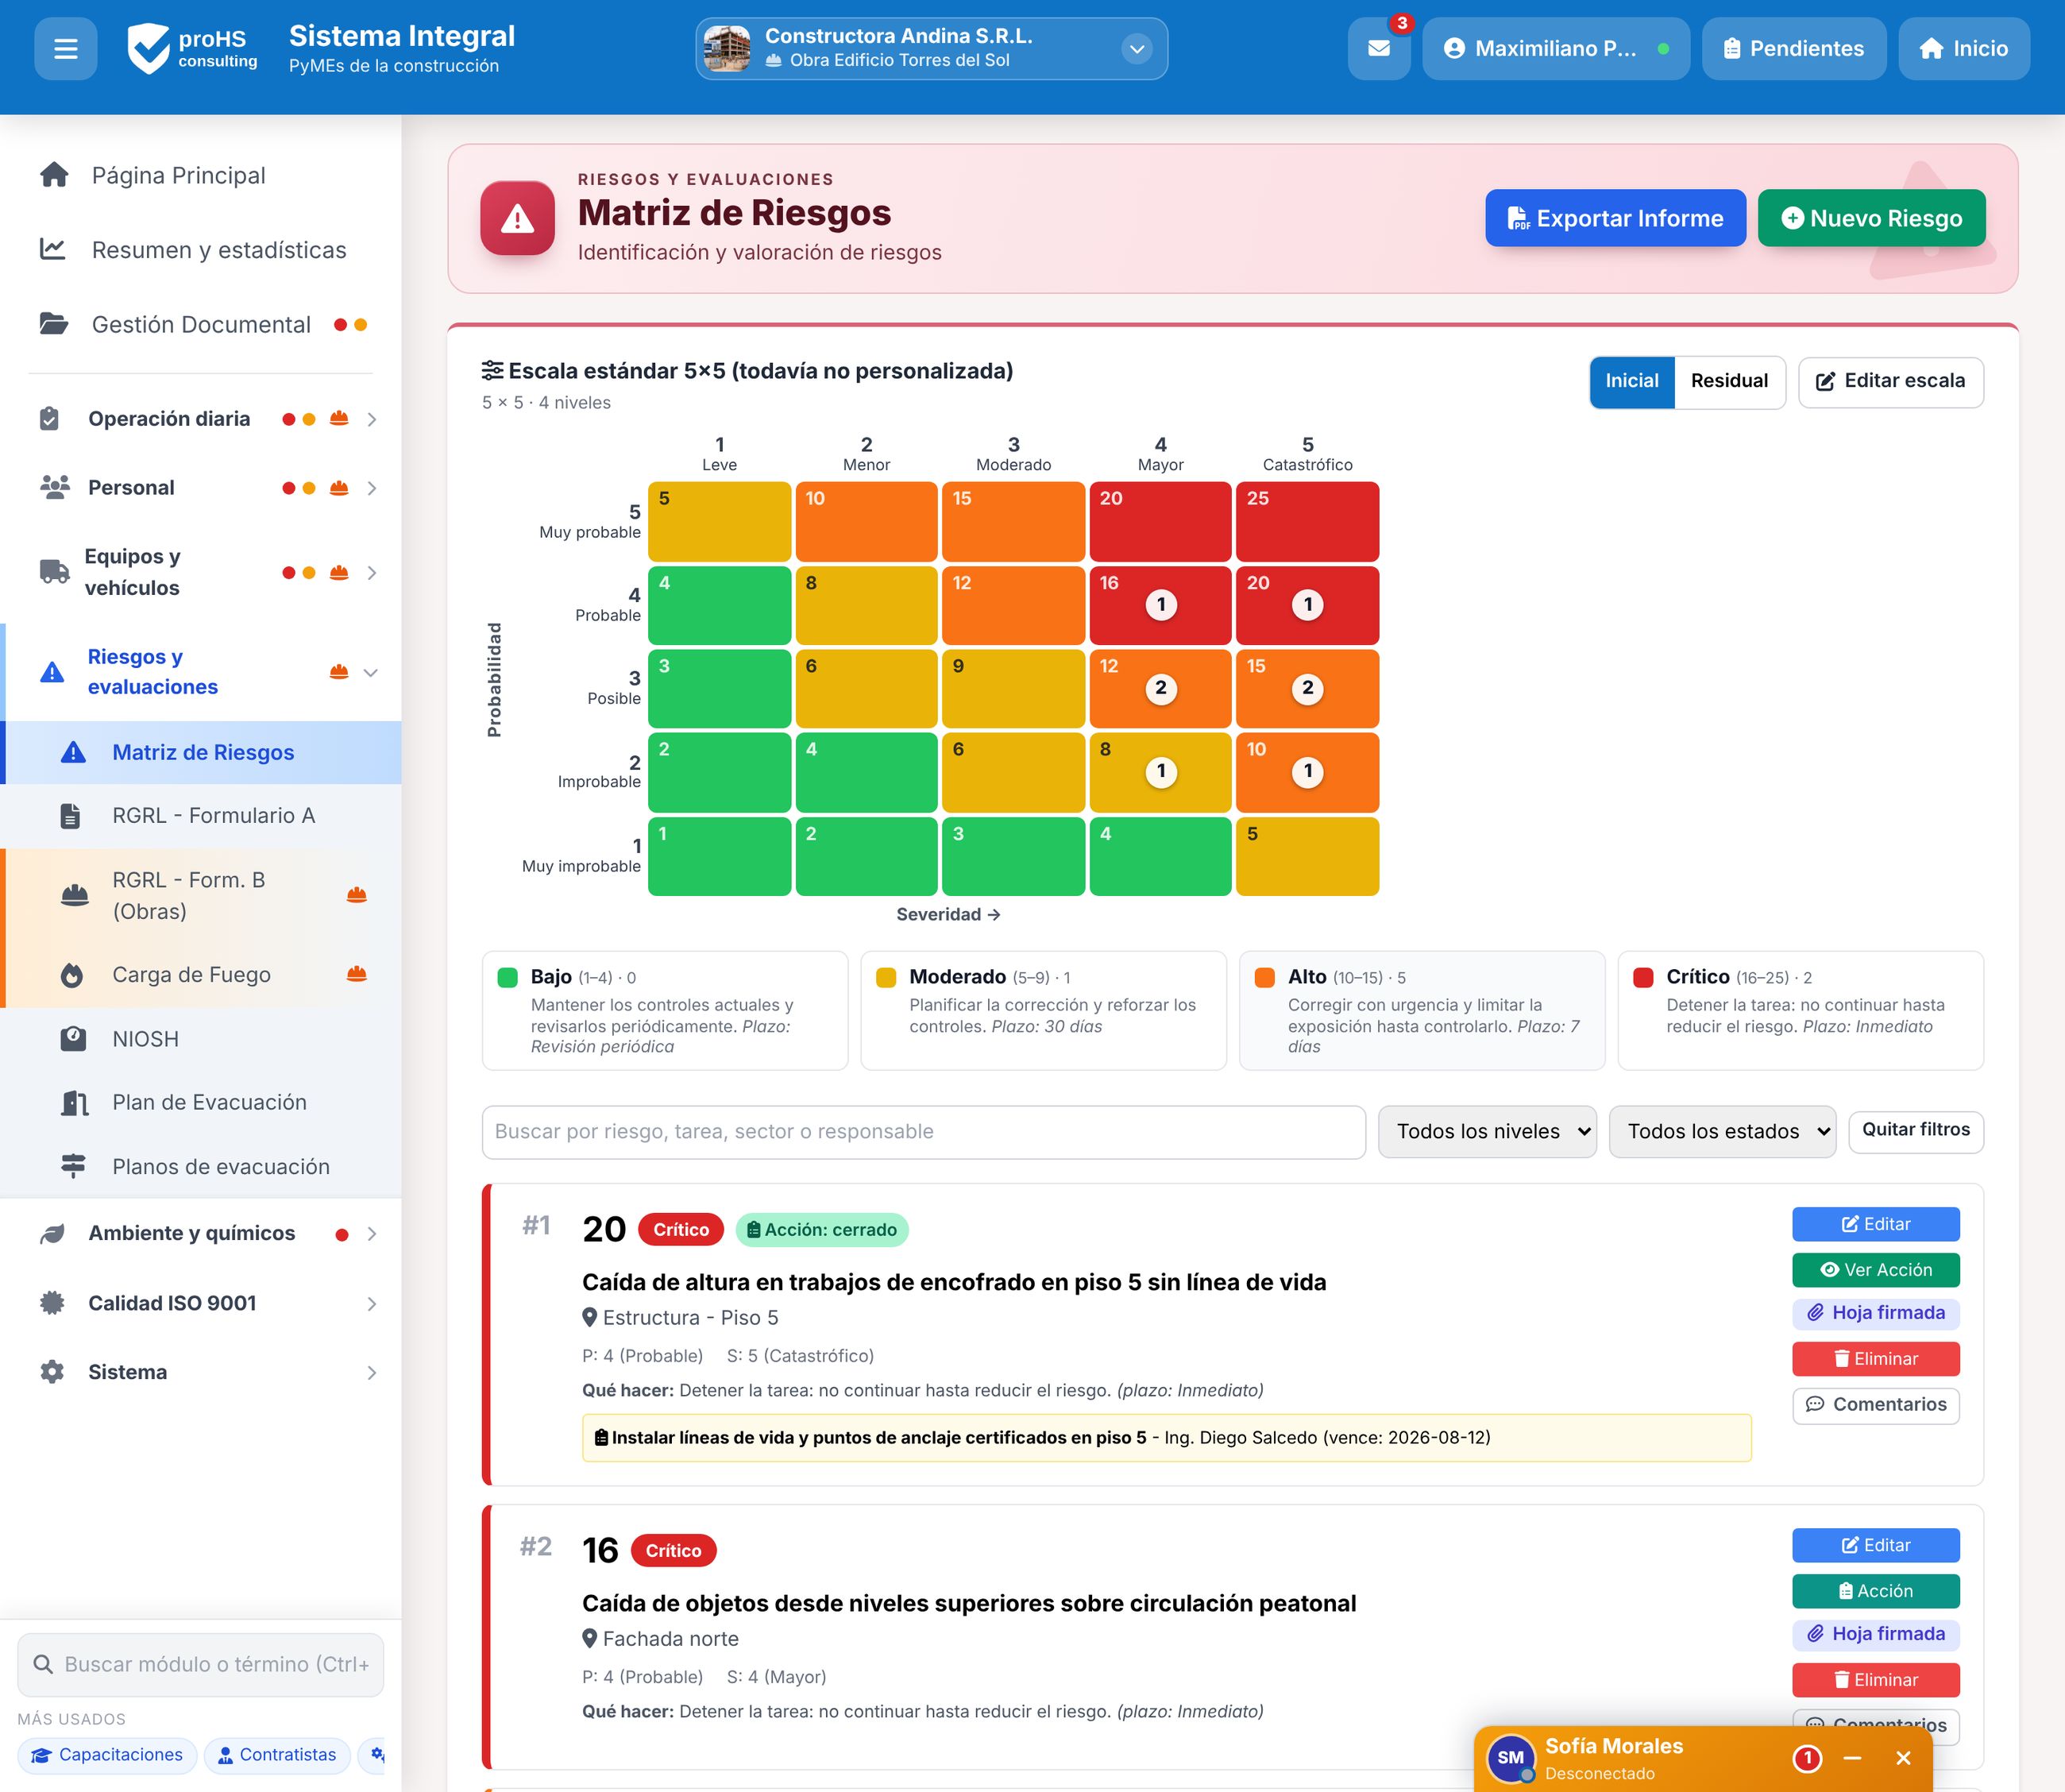 proHS
consulting
Sistema Integral
PyMEs de la construcción
Constructora Andina S.R.L.
Obra Edificio Torres del Sol
3
Maximiliano P...
Pendientes
Inicio
Página Principal
Resumen y estadísticas
Gestión Documental
Operación diaria
Personal
Equipos y
vehículos
Riesgos y
evaluaciones
Matriz de Riesgos
RGRL - Formulario A
RGRL - Form. B
(Obras)
Carga de Fuego
NIOSH
Plan de Evacuación
Planos de evacuación
Ambiente y químicos
Calidad ISO 9001
Sistema
Buscar módulo o término (Ctrl+
MÁS USADOS
Capacitaciones
Contratistas
RIESGOS Y EVALUACIONES
Matriz de Riesgos
Identificación y valoración de riesgos
PDF Exportar Informe
Nuevo Riesgo
Escala estándar 5×5 (todavía no personalizada)
5 × 5 · 4 niveles
Inicial
Residual
Editar escala
1 2 3 4 5
Leve Menor Moderado Mayor Catastrófico
Probabilidad
5
Muy probable
5 10 15 20 25
4
Probable
4 8 12 16 1 20 1
3
Posible
3 6 9 12 2 15 2
2
Improbable
2 4 6 8 1 10 1
1
Muy improbable
1 2 3 4 5
Severidad →
Bajo (1–4) · 0
Mantener los controles actuales y
revisarlos periódicamente. Plazo:
Revisión periódica
Moderado (5–9) · 1
Planificar la corrección y reforzar los
controles. Plazo: 30 días
Alto (10–15) · 5
Corregir con urgencia y limitar la
exposición hasta controlarlo. Plazo: 7
días
Crítico (16–25) · 2
Detener la tarea: no continuar hasta
reducir el riesgo. Plazo: Inmediato
Buscar por riesgo, tarea, sector o responsable
Todos los niveles
Todos los estados
Quitar filtros
#1
20 Crítico Acción: cerrado
Caída de altura en trabajos de encofrado en piso 5 sin línea de vida
Estructura - Piso 5
P: 4 (Probable) S: 5 (Catastrófico)
Qué hacer: Detener la tarea: no continuar hasta reducir el riesgo. (plazo: Inmediato)
Instalar líneas de vida y puntos de anclaje certificados en piso 5 - Ing. Diego Salcedo (vence: 2026-08-12)
Editar
Ver Acción
Hoja firmada
Eliminar
Comentarios
#2
16 Crítico
Caída de objetos desde niveles superiores sobre circulación peatonal
Fachada norte
P: 4 (Probable) S: 4 (Mayor)
Qué hacer: Detener la tarea: no continuar hasta reducir el riesgo. (plazo: Inmediato)
Editar
Acción
Hoja firmada
Eliminar
Comentarios
SM
Sofía Morales
Desconectado
1